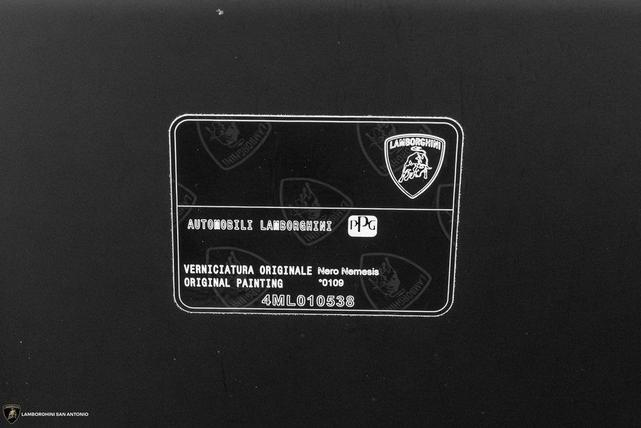 LAMBORGHINI
AUTOMOBILI LAMBORGHINI PPG
VERNICIATURA ORIGINALE Nero Nemesis
ORIGINAL PAINTING *0109
4ML010538
LAMBORGHINI SAN ANTONIO